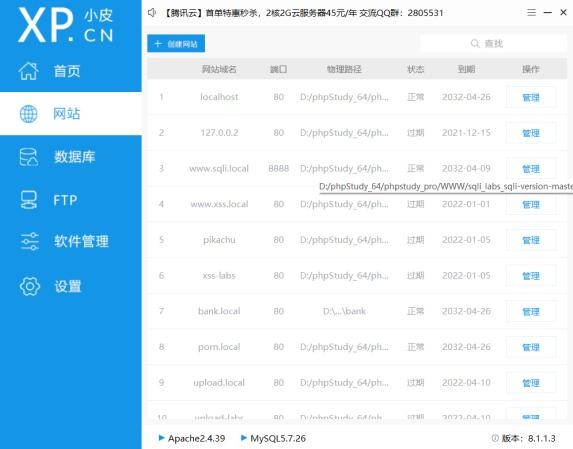 XP. 小皮
CN
【腾讯云】首单特惠秒杀，2核2G云服务器45元/年 交流QQ群：2805531
首页
网站
数据库
FTP
软件管理
设置
+ 创建网站
查找
网站域名 端口 物理路径 状态 到期 操作
1 localhost 80 D:/phpStudy_64/ph... 正常 2032-04-26 管理
2 127.0.0.2 80 D:/phpStudy_64/ph... 过期 2021-12-15 管理
3 www.sqli.local 8888 D:/phpStudy_64/ph... 正常 2032-04-09 管理
D:/phpStudy_64/phpstudy_pro/WWW/sqli_labs_sqli-version-maste
4 www.xss.local 80 D:/phpStudy_64/ph... 过期 2022-01-01 管理
5 pikachu 80 D:/phpStudy_64/ph... 过期 2022-01-05 管理
6 xss-labs 80 D:/phpStudy_64/ph... 过期 2022-01-05 管理
7 bank.local 80 D:\...\bank 正常 2032-04-26 管理
8 porn.local 80 D:/phpStudy_64/ph... 正常 2032-04-26 管理
9 upload.local 80 D:/phpStudy_64/ph... 过期 2022-04-10 管理
10 upload-labs 80 D:/phpStudy_64/ph... 过期 2022-04-10 管理
Apache2.4.39 MySQL5.7.26 版本：8.1.1.3